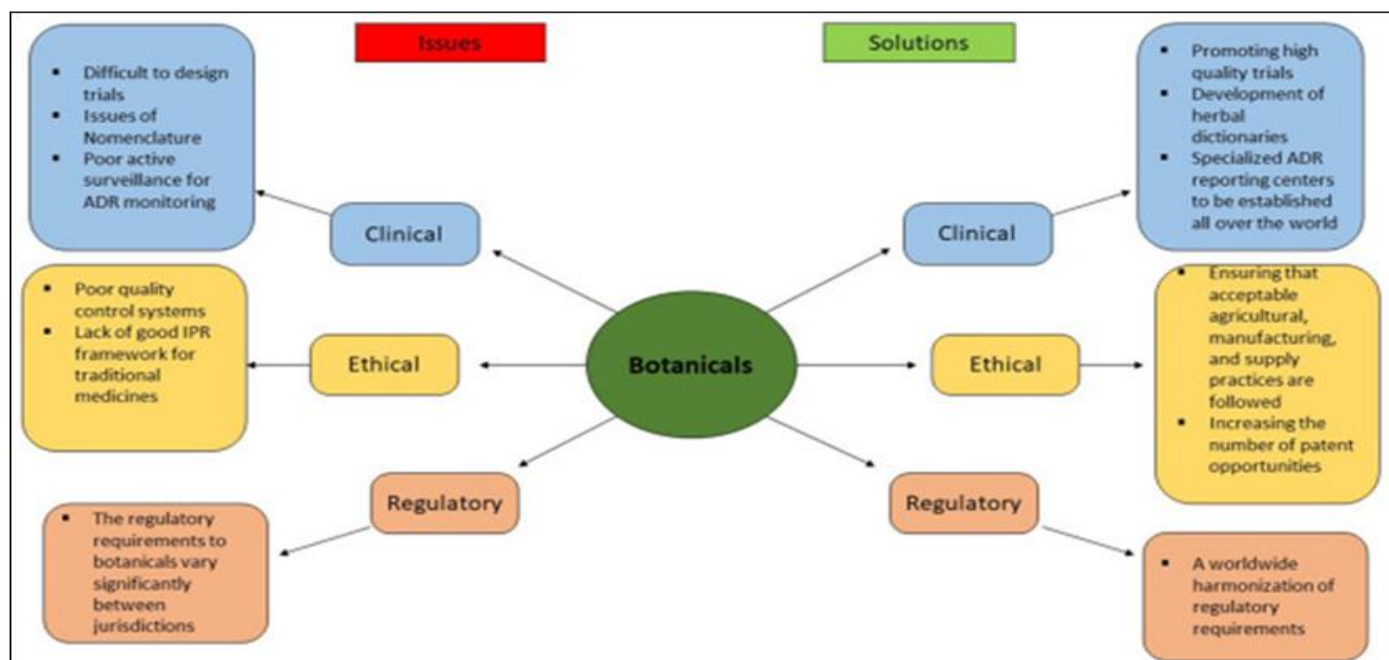 Issues
Solutions
▪ Difficult to design
trials
▪ Issues of
Nomenclature
▪ Poor active
surveillance for
ADR monitoring
Clinical
▪ Poor quality
control systems
▪ Lack of good IPR
framework for
traditional
medicines
Ethical
▪ The regulatory
requirements to
botanicals vary
significantly
between
jurisdictions
Regulatory
Botanicals
Clinical
▪ Promoting high
quality trials
▪ Development of
herbal
dictionaries
▪ Specialized ADR
reporting centers
to be established
all over the world
Ethical
▪ Ensuring that
acceptable
agricultural,
manufacturing,
and supply
practices are
followed
▪ Increasing the
number of patent
opportunities
Regulatory
▪ A worldwide
harmonization of
regulatory
requirements